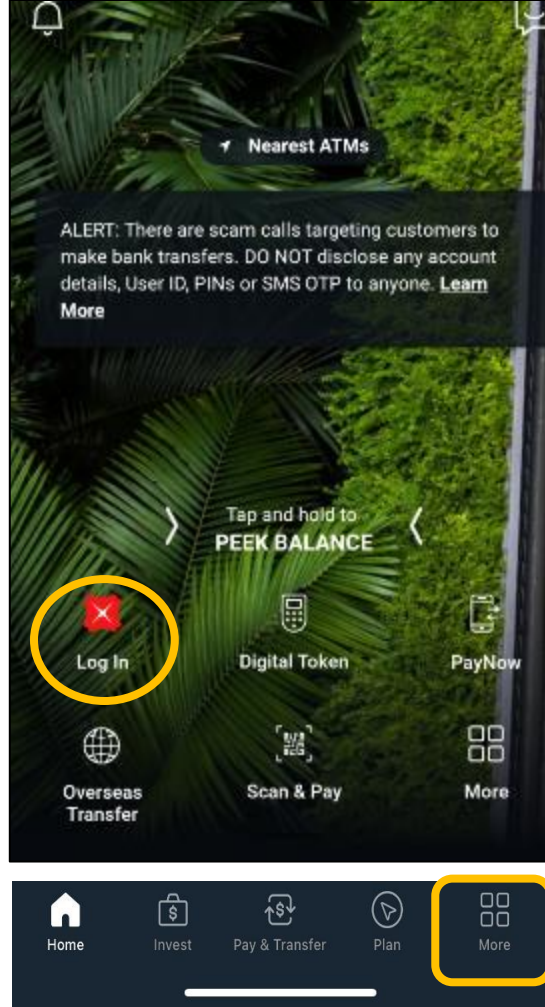 Nearest ATMs
ALERT: There are scam calls targeting customers to
make bank transfers. DO NOT disclose any account
details, User ID, PINs or SMS OTP to anyone. Learn
More
Tap and hold to
PEEK BALANCE
Log In
Digital Token
PayNow
Overseas
Transfer
Scan & Pay
More
Home
Invest
Pay & Transfer
Plan
More